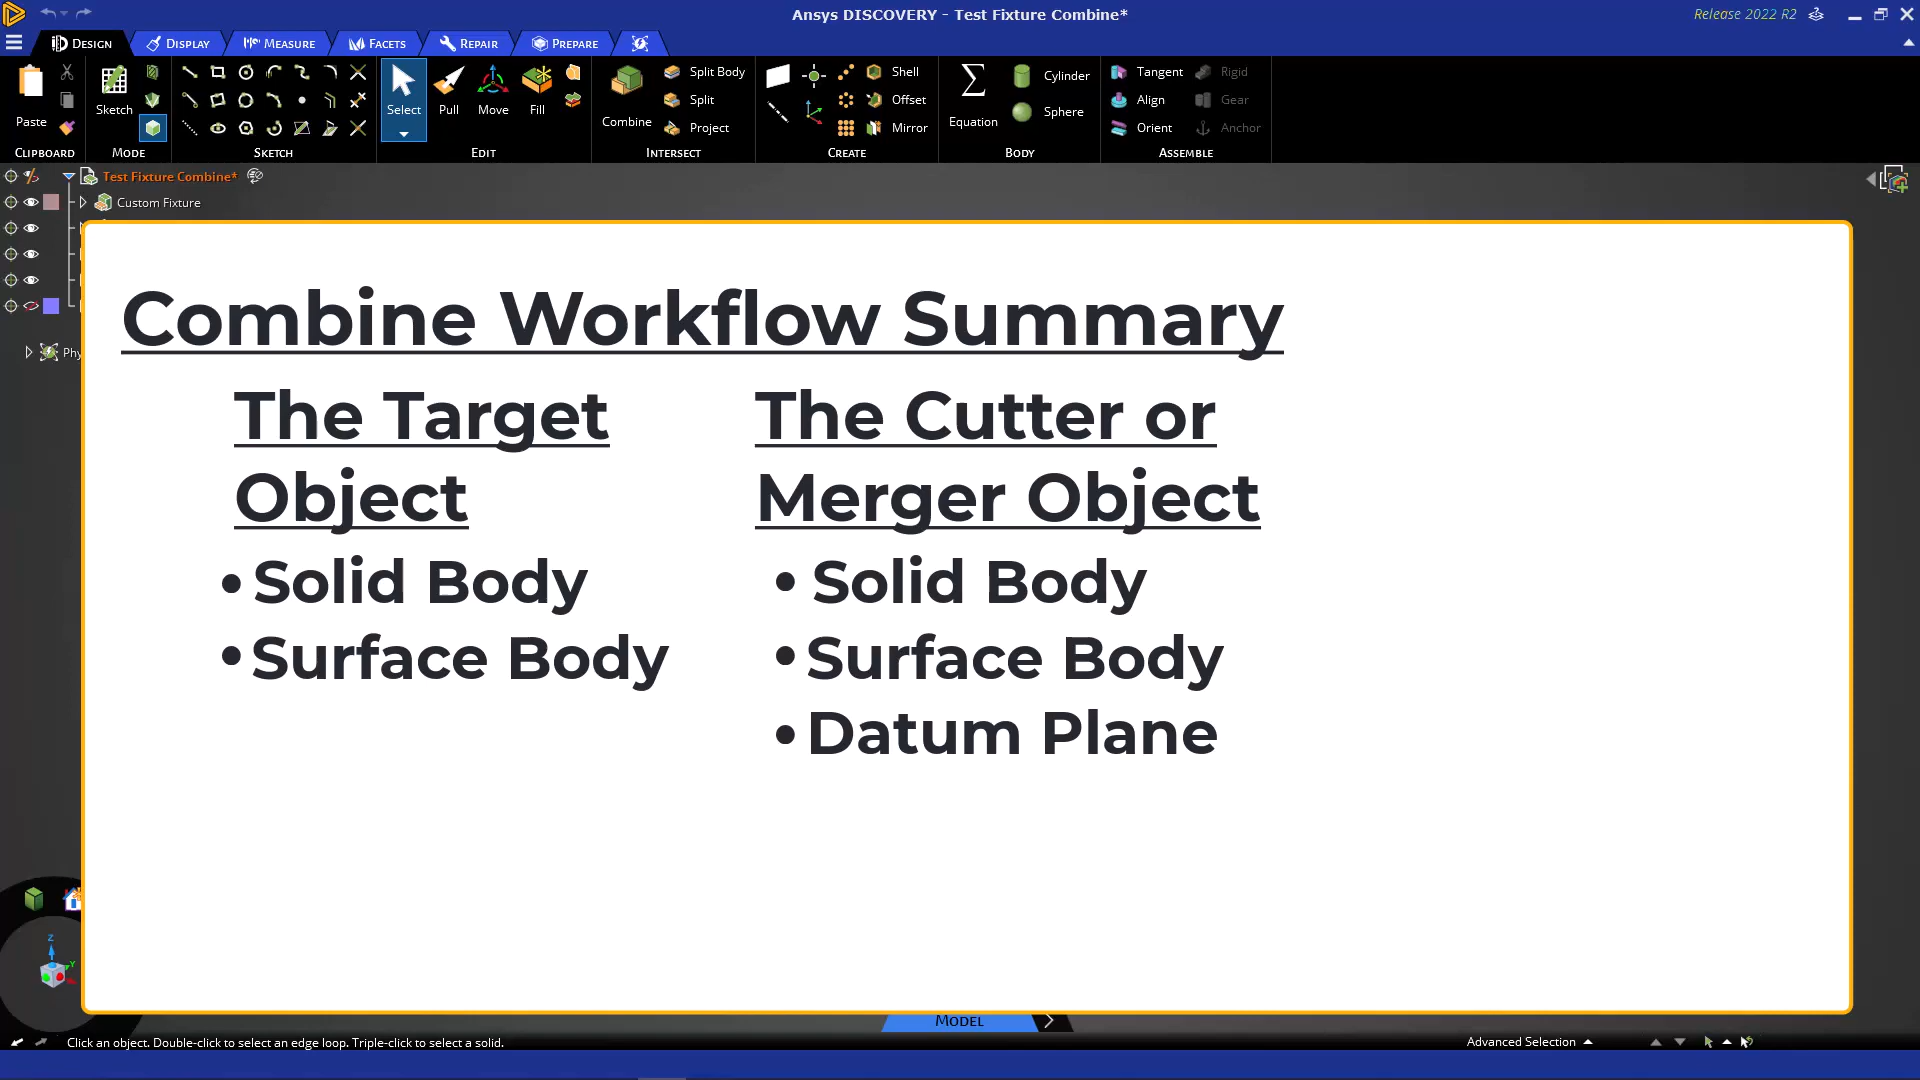 Ansys DISCOVERY - Test Fixture Combine*
Release 2022 R2
Design
Display
Measure
Facets
Repair
Prepare
Paste
Clipboard
Sketch
Mode
Sketch
Select
Pull
Move
Fill
Edit
Combine
Split Body
Split
Project
Intersect
Shell
Offset
Mirror
Create
Equation
Cylinder
Sphere
Body
Tangent
Align
Orient
Rigid
Gear
Anchor
Assemble
Test Fixture Combine*
Custom Fixture
Combine Workflow Summary
The Target
Object
• Solid Body
• Surface Body
The Cutter or
Merger Object
• Solid Body
• Surface Body
• Datum Plane
Z
Y
Model
Click an object. Double-click to select an edge loop. Triple-click to select a solid.
Advanced Selection